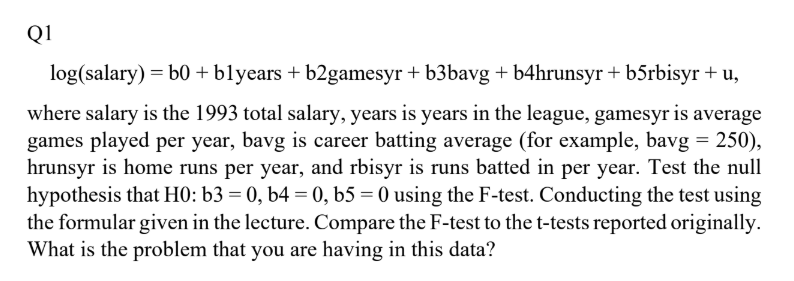 Q1
log(salary) = b0 + b1years + b2gamesyr + b3bavg + b4hrunsyr + b5rbisyr + u,
where salary is the 1993 total salary, years is years in the league, gamesyr is average
games played per year, bavg is career batting average (for example, bavg = 250),
hrunsyr is home runs per year, and rbisyr is runs batted in per year. Test the null
hypothesis that H0: b3 = 0, b4 = 0, b5 = 0 using the F-test. Conducting the test using
the formular given in the lecture. Compare the F-test to the t-tests reported originally.
What is the problem that you are having in this data?